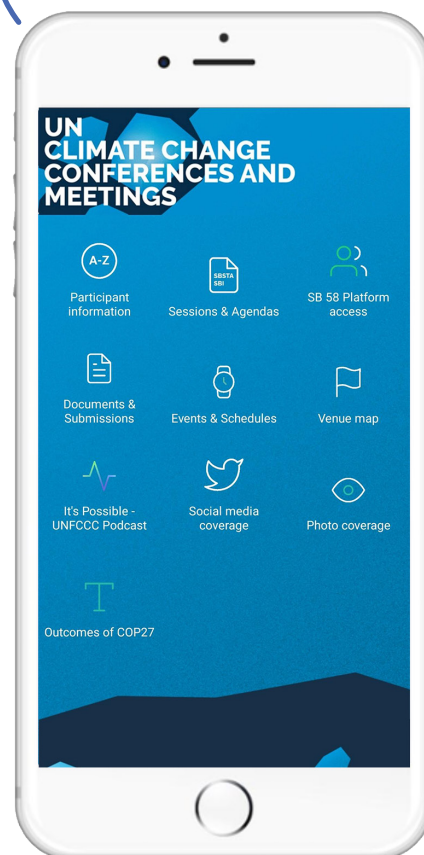 UN
CLIMATE CHANGE
CONFERENCES AND
MEETINGS
A-Z
Participant
information
SBSTA
SBI
Sessions & Agendas
SB 58 Platform
access
Documents &
Submissions
Events & Schedules
Venue map
It's Possible -
UNFCCC Podcast
Social media
coverage
Photo coverage
T
Outcomes of COP27